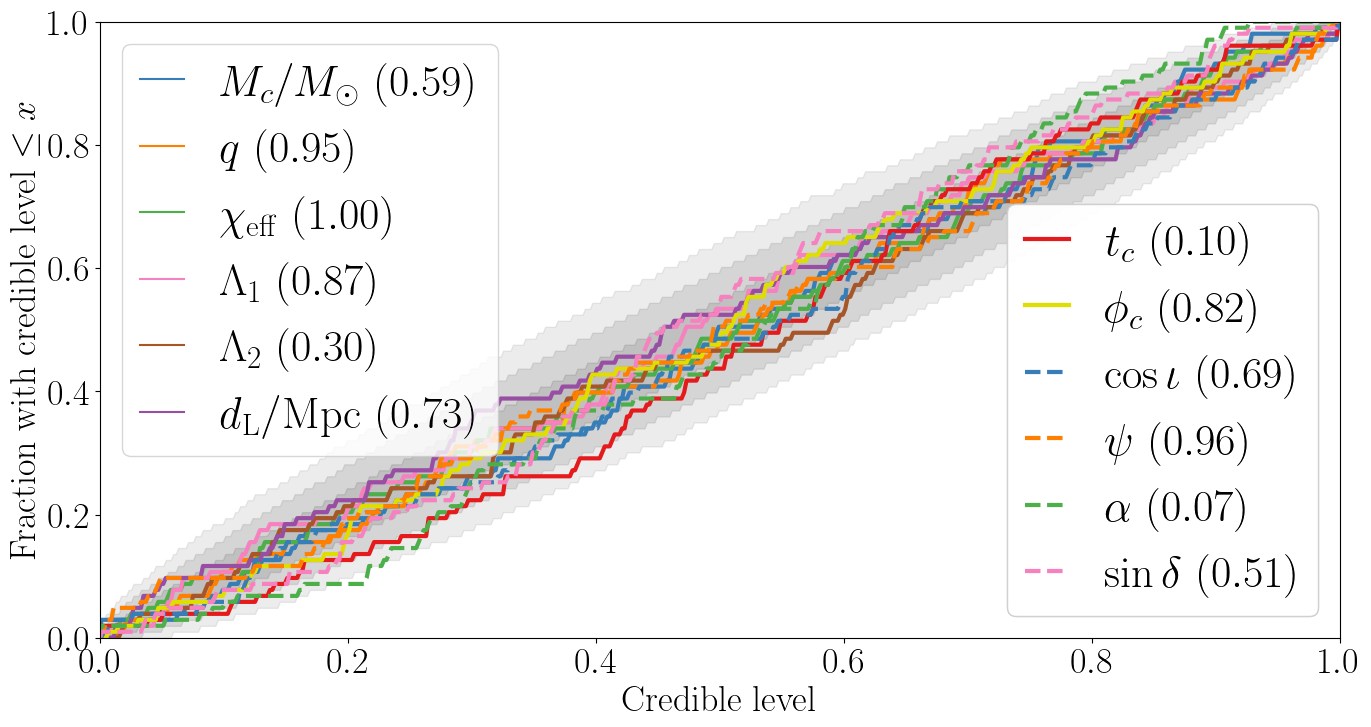 Fraction with credible level ≤ x
1.0
0.8
0.6
0.4
0.2
0.0
M_c/M_⊙ (0.59)
q (0.95)
χ_eff (1.00)
Λ_1 (0.87)
Λ_2 (0.30)
d_L/Mpc (0.73)
t_c (0.10)
ϕ_c (0.82)
cos ι (0.69)
ψ (0.96)
α (0.07)
sin δ (0.51)
0.0 0.2 0.4 0.6 0.8 1.0
Credible level